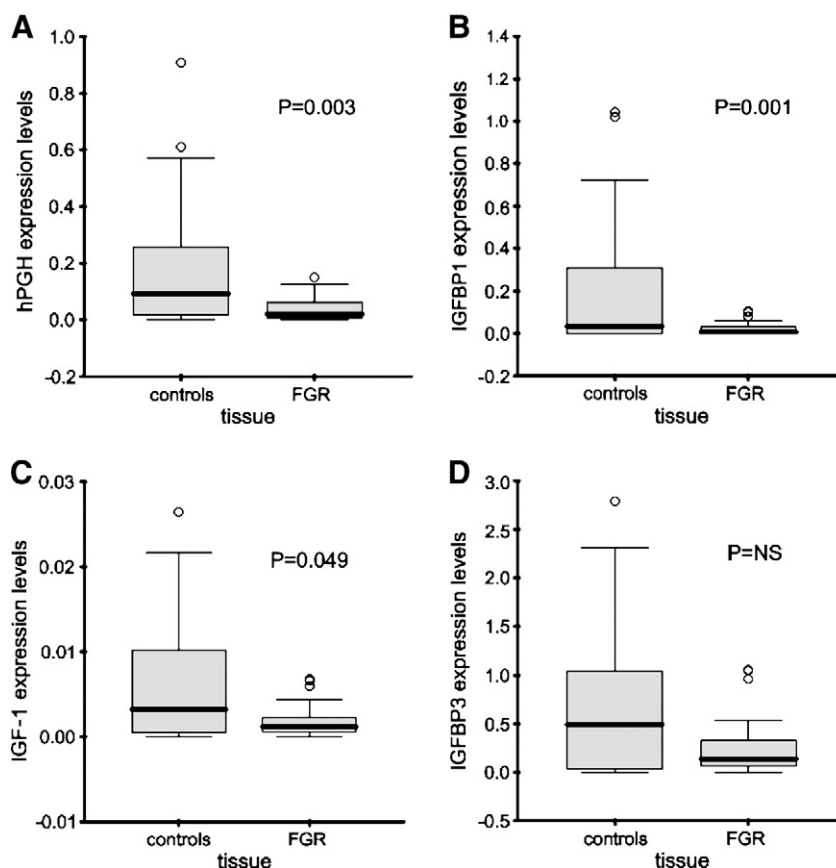 A
hPGH expression levels
1.0
0.8
0.6
0.4
0.2
0.0
-0.2
P=0.003
controls FGR
tissue
B
IGFBP1 expression levels
1.4
1.2
1.0
0.8
0.6
0.4
0.2
0.0
-0.2
P=0.001
controls FGR
tissue
C
IGF-1 expression levels
0.03
0.02
0.01
0.00
-0.01
P=0.049
controls FGR
tissue
D
IGFBP3 expression levels
3.0
2.5
2.0
1.5
1.0
0.5
0.0
-0.5
P=NS
controls FGR
tissue